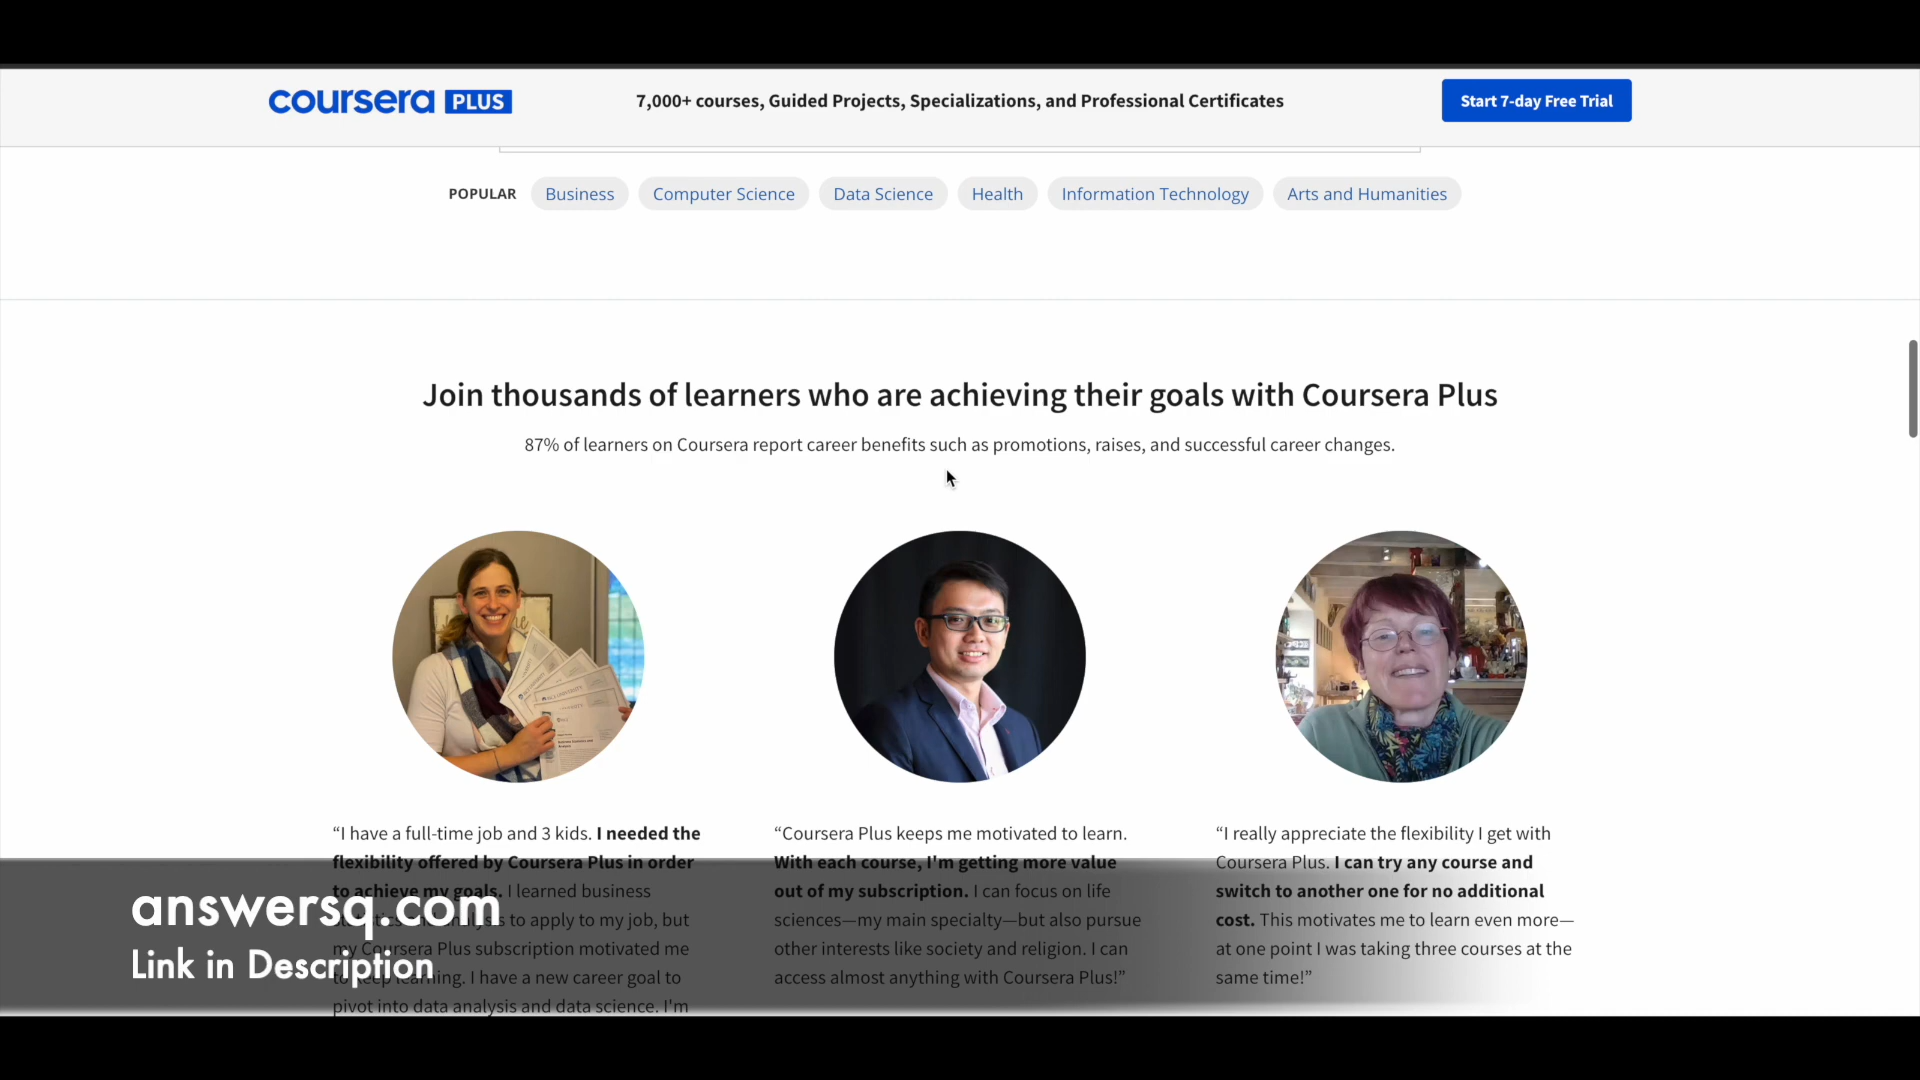 coursera PLUS
7,000+ courses, Guided Projects, Specializations, and Professional Certificates
Start 7-day Free Trial
POPULAR Business Computer Science Data Science Health Information Technology Arts and Humanities
Join thousands of learners who are achieving their goals with Coursera Plus
87% of learners on Coursera report career benefits such as promotions, raises, and successful career changes.
“I have a full-time job and 3 kids. I needed the
flexibility offered by Coursera Plus in order
to achieve my goals. I learned business
to apply to my job, but
my Coursera Plus subscription motivated me
to keep learning. I have a new career goal to
pivot into data analysis and data science. I'm
“Coursera Plus keeps me motivated to learn.
With each course, I'm getting more value
out of my subscription. I can focus on life
sciences—my main specialty—but also pursue
other interests like society and religion. I can
access almost anything with Coursera Plus!”
“I really appreciate the flexibility I get with
Coursera Plus. I can try any course and
switch to another one for no additional
cost. This motivates me to learn even more—
at one point I was taking three courses at the
same time!”
answersq.com
Link in Description